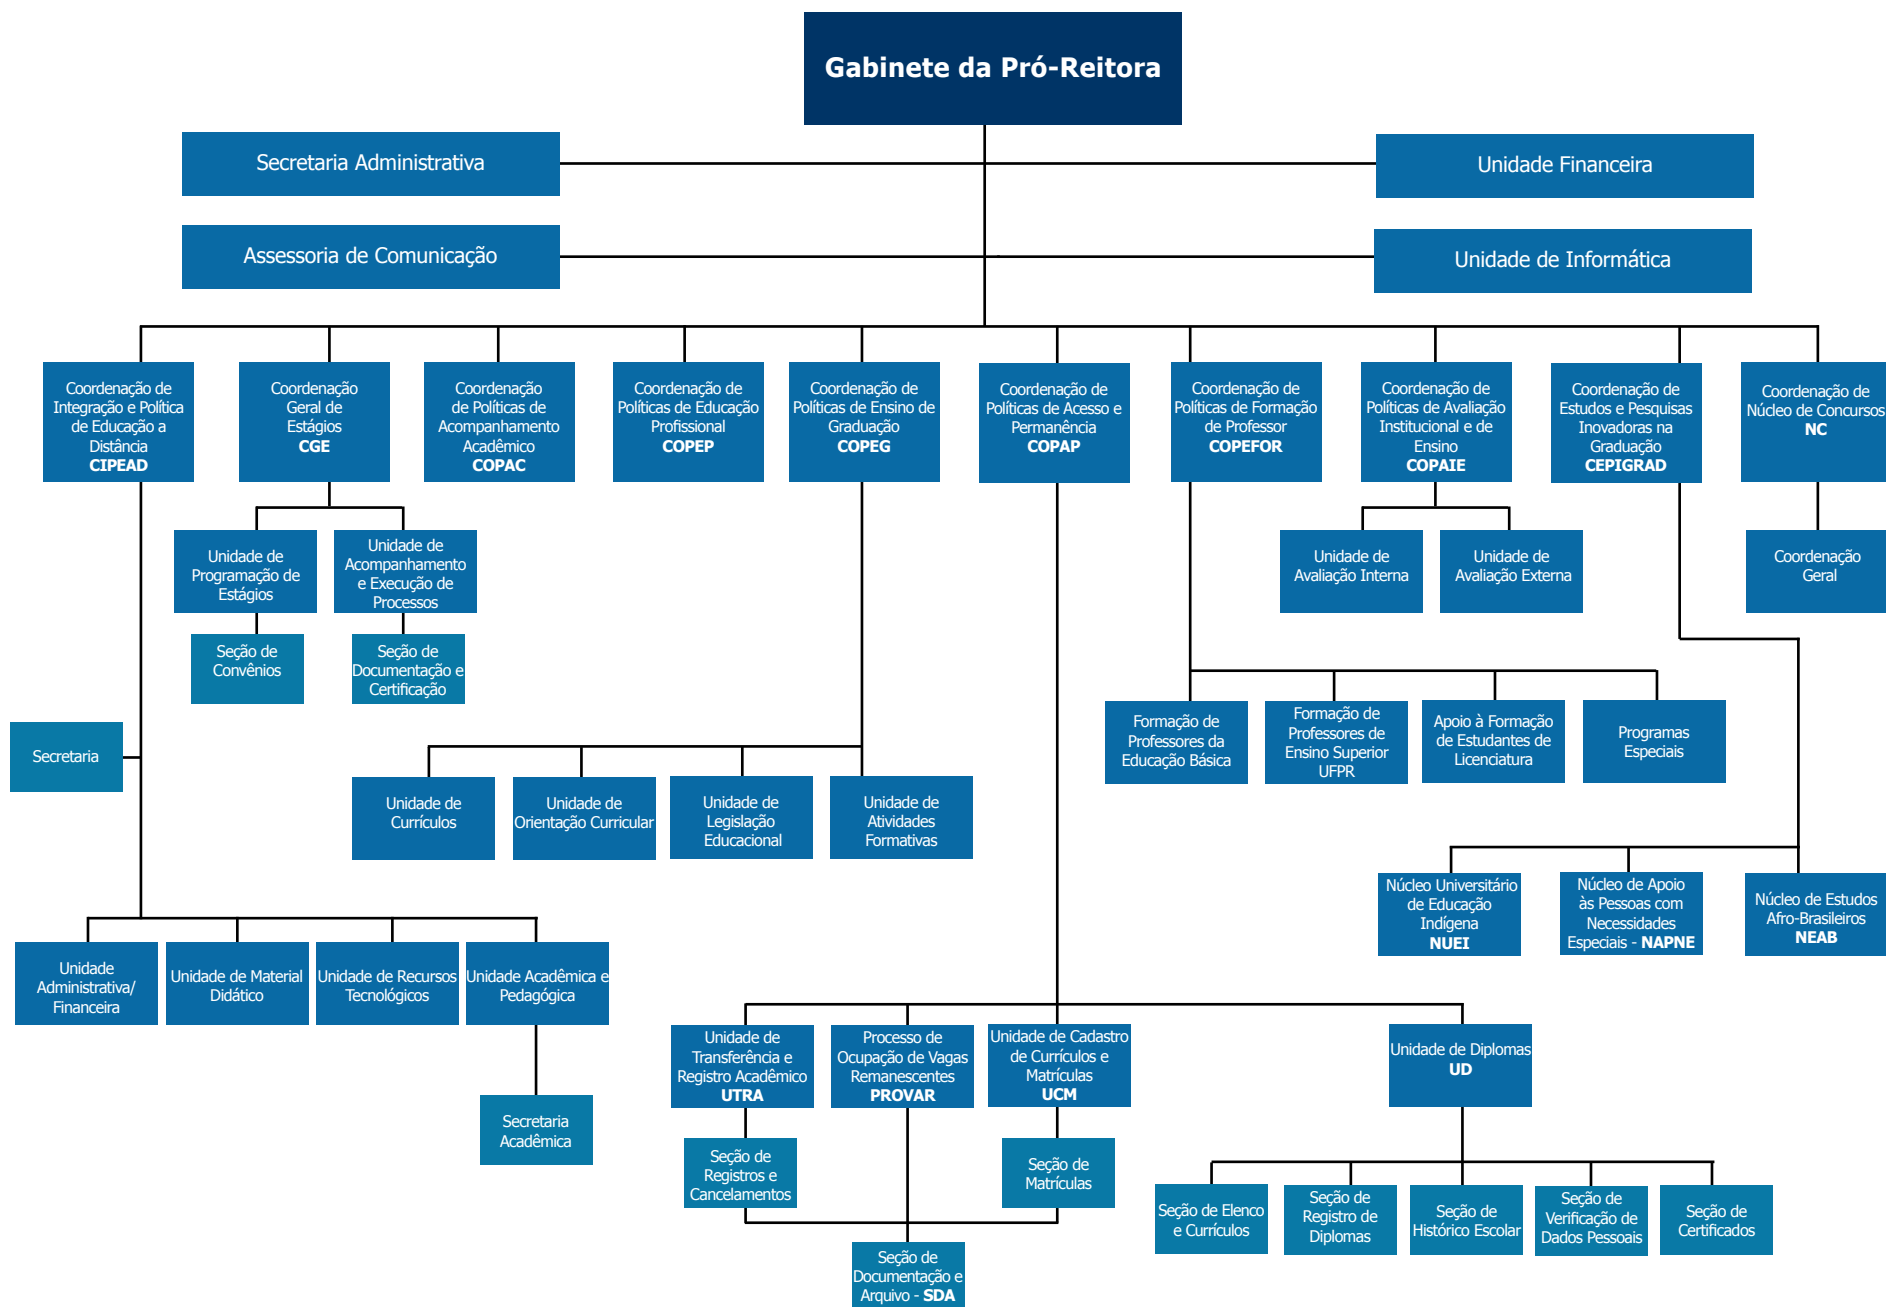 Gabinete da Pró-Reitora
Secretaria Administrativa
Unidade Financeira
Assessoria de Comunicação
Unidade de Informática
Coordenação de
Integração e Política
de Educação a
Distância
CIPEAD
Coordenação
Geral de
Estágios
CGE
Coordenação
de Políticas de
Acompanhamento
Acadêmico
COPAC
Coordenação de
Políticas de Educação
Profissional
COPEP
Coordenação de
Políticas de Ensino de
Graduação
COPEG
Coordenação de
Políticas de Acesso e
Permanência
COPAP
Coordenação de
Políticas de Formação
de Professor
COPEFOR
Coordenação de
Políticas de Avaliação
Institucional e de
Ensino
COPAIE
Coordenação de
Estudos e Pesquisas
Inovadoras na
Graduação
CEPIGRAD
Coordenação de
Núcleo de Concursos
NC
Unidade de
Programação de
Estágios
Unidade de
Acompanhamento
e Execução de
Processos
Unidade de
Avaliação Interna
Unidade de
Avaliação Externa
Coordenação
Geral
Seção de
Convênios
Seção de
Documentação e
Certificação
Secretaria
Formação de
Professores da
Educação Básica
Formação de
Professores de
Ensino Superior
UFPR
Apoio à Formação
de Estudantes de
Licenciatura
Programas
Especiais
Unidade de
Currículos
Unidade de
Orientação Curricular
Unidade de
Legislação
Educacional
Unidade de
Atividades
Formativas
Núcleo Universitário
de Educação
Indígena
NUEI
Núcleo de Apoio
às Pessoas com
Necessidades
Especiais - NAPNE
Núcleo de Estudos
Afro-Brasileiros
NEAB
Unidade
Administrativa/
Financeira
Unidade de Material
Didático
Unidade de Recursos
Tecnológicos
Unidade Acadêmica e
Pedagógica
Unidade de
Transferência e
Registro Acadêmico
UTRA
Processo de
Ocupação de Vagas
Remanescentes
PROVAR
Unidade de Cadastro
de Currículos e
Matrículas
UCM
Unidade de Diplomas
UD
Secretaria
Acadêmica
Seção de
Registros e
Cancelamentos
Seção de
Matrículas
Seção de Elenco
e Currículos
Seção de
Registro de
Diplomas
Seção de
Histórico Escolar
Seção de
Verificação de
Dados Pessoais
Seção de
Certificados
Seção de
Documentação e
Arquivo - SDA